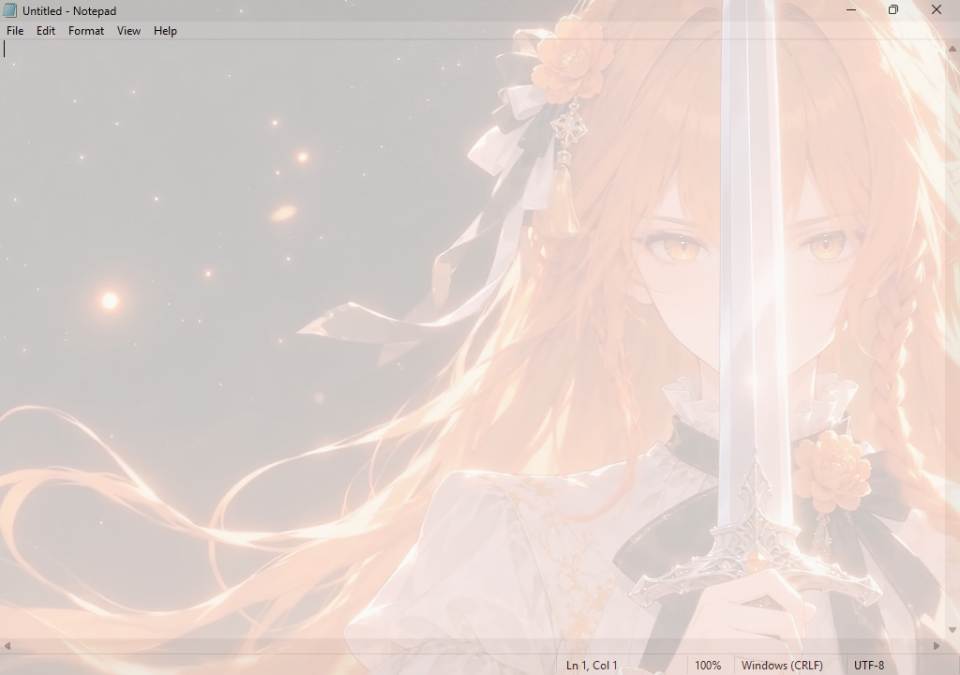 Untitled - Notepad
File Edit Format View Help
Ln 1, Col 1 100% Windows (CRLF) UTF-8